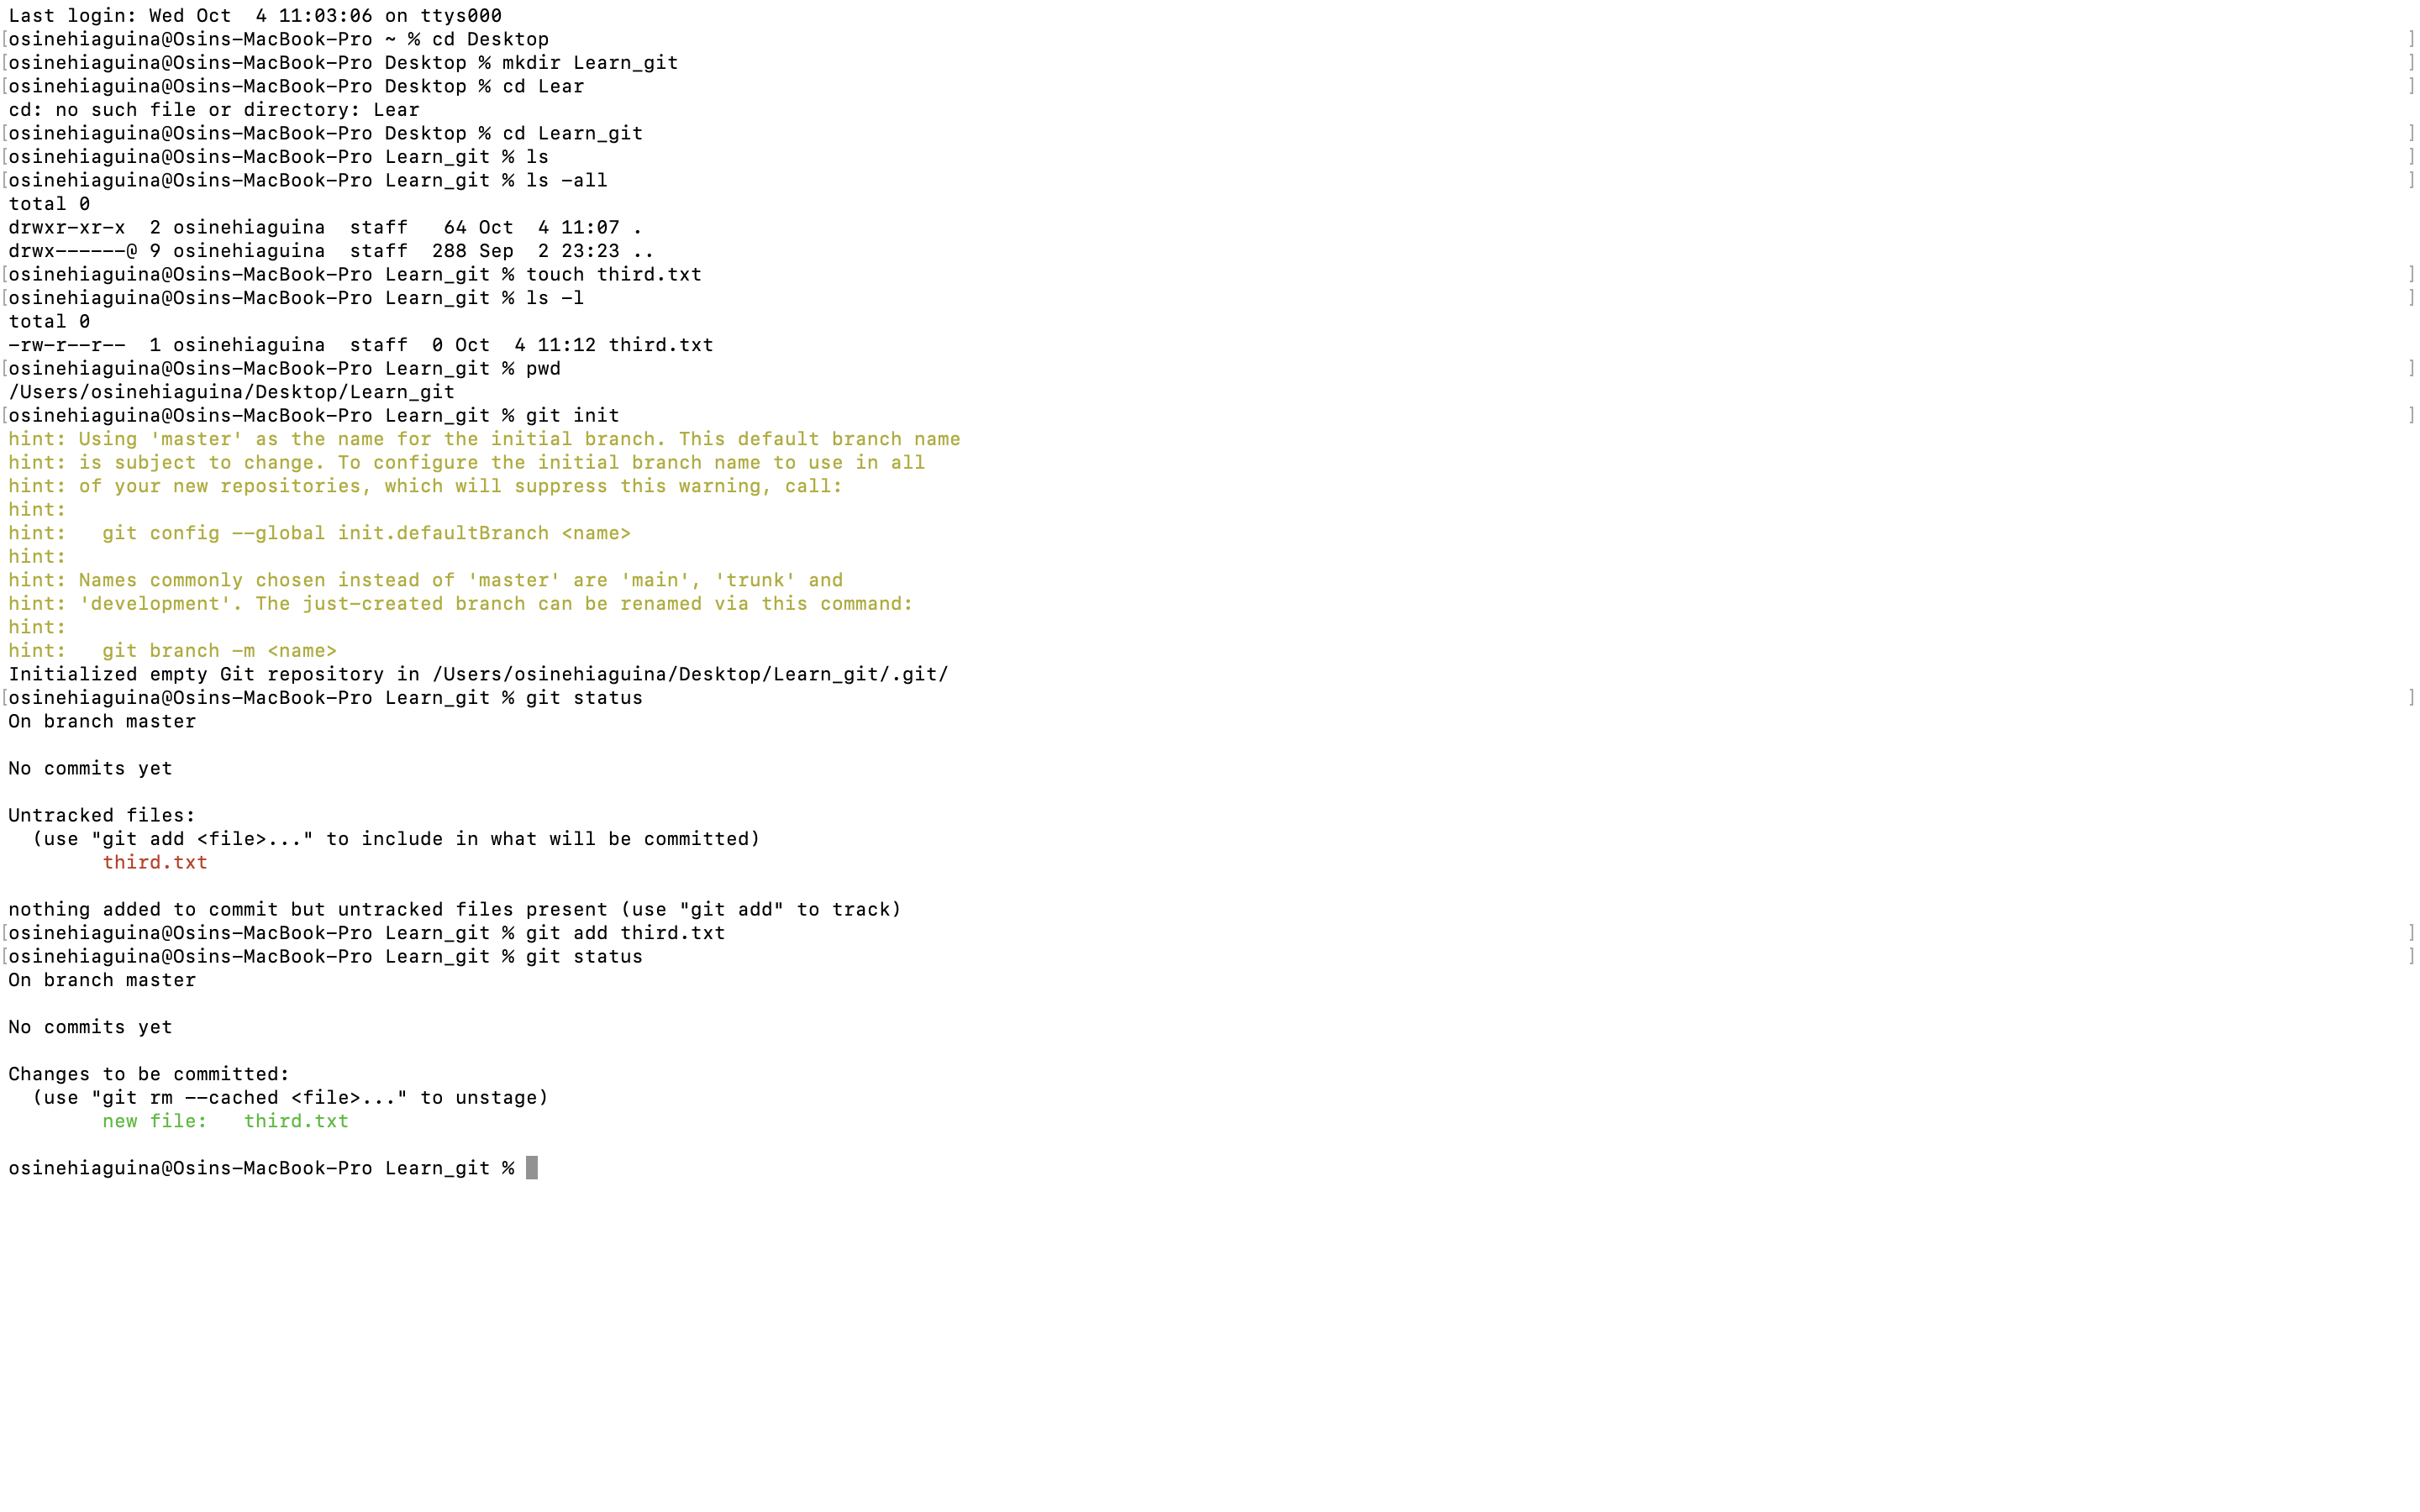 Last login: Wed Oct  4 11:03:06 on ttys000
[osinehiaguina@Osins-MacBook-Pro ~ % cd Desktop ]
[osinehiaguina@Osins-MacBook-Pro Desktop % mkdir Learn_git ]
[osinehiaguina@Osins-MacBook-Pro Desktop % cd Lear ]
cd: no such file or directory: Lear
[osinehiaguina@Osins-MacBook-Pro Desktop % cd Learn_git ]
[osinehiaguina@Osins-MacBook-Pro Learn_git % ls ]
[osinehiaguina@Osins-MacBook-Pro Learn_git % ls -all ]
total 0
drwxr-xr-x  2 osinehiaguina  staff   64 Oct  4 11:07 .
drwx------@ 9 osinehiaguina  staff  288 Sep  2 23:23 ..
[osinehiaguina@Osins-MacBook-Pro Learn_git % touch third.txt ]
[osinehiaguina@Osins-MacBook-Pro Learn_git % ls -l ]
total 0
-rw-r--r--  1 osinehiaguina  staff  0 Oct  4 11:12 third.txt
[osinehiaguina@Osins-MacBook-Pro Learn_git % pwd ]
/Users/osinehiaguina/Desktop/Learn_git
[osinehiaguina@Osins-MacBook-Pro Learn_git % git init ]
hint: Using 'master' as the name for the initial branch. This default branch name
hint: is subject to change. To configure the initial branch name to use in all
hint: of your new repositories, which will suppress this warning, call:
hint:
hint:   git config --global init.defaultBranch <name>
hint:
hint: Names commonly chosen instead of 'master' are 'main', 'trunk' and
hint: 'development'. The just-created branch can be renamed via this command:
hint:
hint:   git branch -m <name>
Initialized empty Git repository in /Users/osinehiaguina/Desktop/Learn_git/.git/
[osinehiaguina@Osins-MacBook-Pro Learn_git % git status ]
On branch master
No commits yet
Untracked files:
  (use "git add <file>..." to include in what will be committed)
        third.txt
nothing added to commit but untracked files present (use "git add" to track)
[osinehiaguina@Osins-MacBook-Pro Learn_git % git add third.txt ]
[osinehiaguina@Osins-MacBook-Pro Learn_git % git status ]
On branch master
No commits yet
Changes to be committed:
  (use "git rm --cached <file>..." to unstage)
        new file:   third.txt
osinehiaguina@Osins-MacBook-Pro Learn_git %